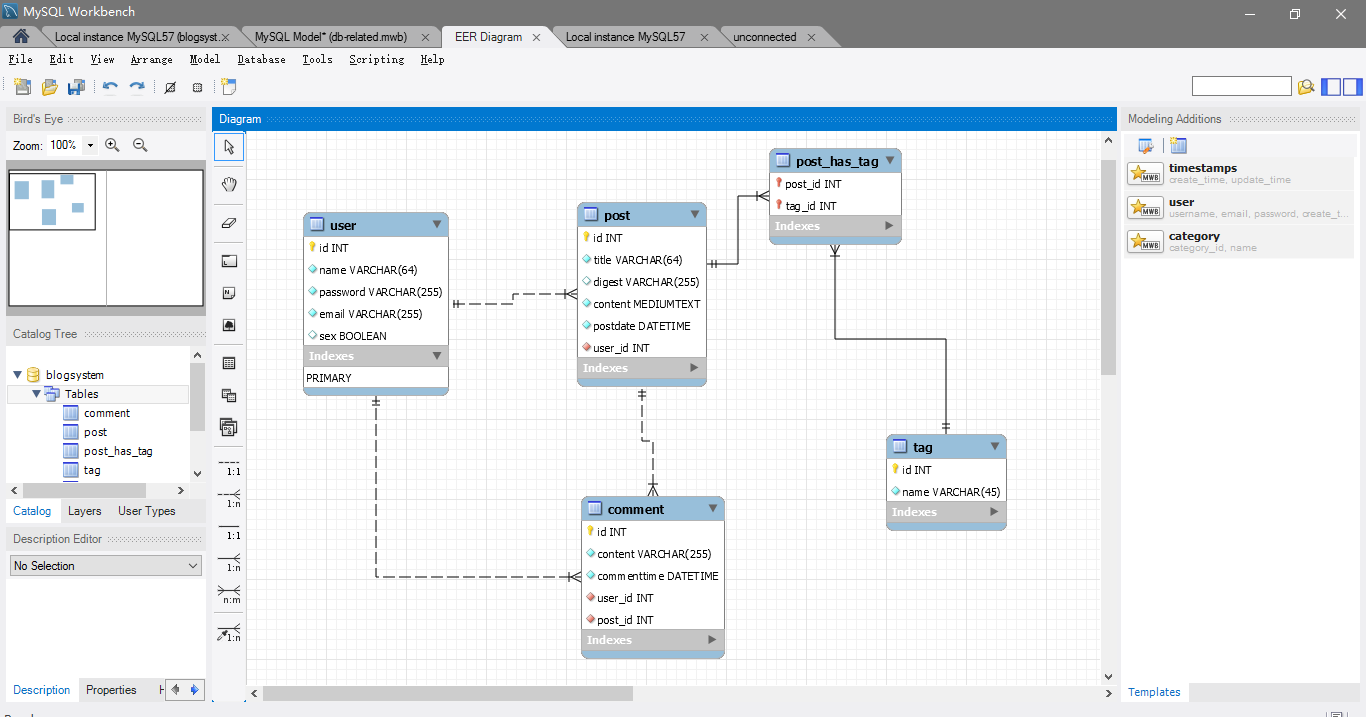 MySQL Workbench
Local instance MySQL57 (blogsyst.
MySQL Model* (db-related.mwb)
EER Diagram
Local instance MySQL57
unconnected
File Edit View Arrange Model Database Tools Scripting Help
Bird's Eye
Zoom: 100%
Catalog Tree
blogsystem
Tables
comment
post
post_has_tag
tag
Catalog Layers User Types
Description Editor
No Selection
Description Properties H
Diagram
1:1
1:n
1:1
1:n
n:m
1:n
user
id INT
name VARCHAR(64)
password VARCHAR(255)
email VARCHAR(255)
sex BOOLEAN
Indexes
PRIMARY
post
id INT
title VARCHAR(64)
digest VARCHAR(255)
content MEDIUMTEXT
postdate DATETIME
user_id INT
Indexes
post_has_tag
post_id INT
tag_id INT
Indexes
comment
id INT
content VARCHAR(255)
commenttime DATETIME
user_id INT
post_id INT
Indexes
tag
id INT
name VARCHAR(45)
Indexes
Modeling Additions
MWB
timestamps
create_time, update_time
MWB
user
username, email, password, create_t...
MWB
category
category_id, name
Templates